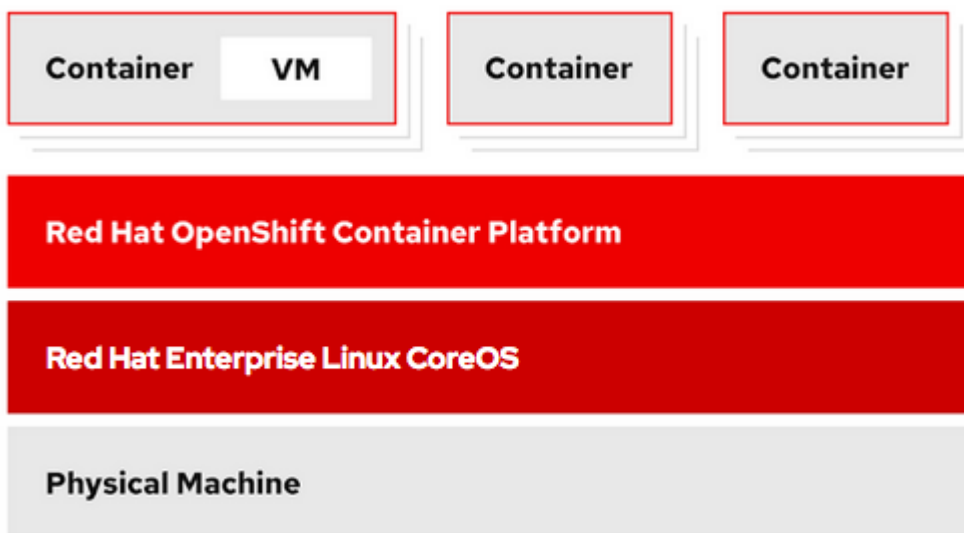 Container VM Container Container
Red Hat OpenShift Container Platform
Red Hat Enterprise Linux CoreOS
Physical Machine